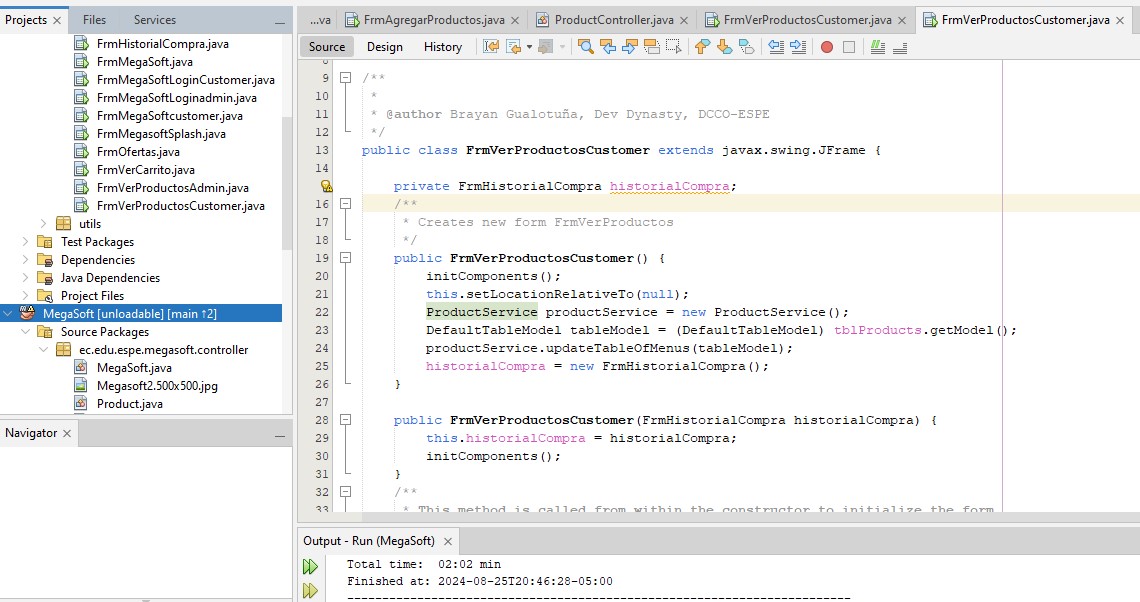 Projects
Files
Services
FrmHistorialCompra.java
FrmMegaSoft.java
FrmMegaSoftLoginCustomer.java
FrmMegaSoftLoginadmin.java
FrmMegaSoftcustomer.java
FrmMegasoftSplash.java
FrmOfertas.java
FrmVerCarrito.java
FrmVerProductosAdmin.java
FrmVerProductosCustomer.java
utils
Test Packages
Dependencies
Java Dependencies
Project Files
MegaSoft [unloadable] [main ↑2]
Source Packages
ec.edu.espe.megasoft.controller
MegaSoft.java
Megasoft2.500x500.jpg
Product.java
Navigator
...va
FrmAgregarProductos.java
ProductController.java
FrmVerProductosCustomer.java
FrmVerProductosCustomer.java
Source
Design
History
8
9 /**
10 *
11 * @author Brayan Gualotuña, Dev Dynasty, DCCO-ESPE
12 */
13 public class FrmVerProductosCustomer extends javax.swing.JFrame {
14
private FrmHistorialCompra historialCompra;
16 /**
17 * Creates new form FrmVerProductos
18 */
19 public FrmVerProductosCustomer() {
20 initComponents();
21 this.setLocationRelativeTo(null);
22 ProductService productService = new ProductService();
23 DefaultTableModel tableModel = (DefaultTableModel) tblProducts.getModel();
24 productService.updateTableOfMenus(tableModel);
25 historialCompra = new FrmHistorialCompra();
26 }
27
28 public FrmVerProductosCustomer(FrmHistorialCompra historialCompra) {
29 this.historialCompra = historialCompra;
30 initComponents();
31 }
32 /**
33 * This method is called from within the constructor to initialize the form
Output - Run (MegaSoft)
Total time: 02:02 min
Finished at: 2024-08-25T20:46:28-05:00
------------------------------------------------------------------------